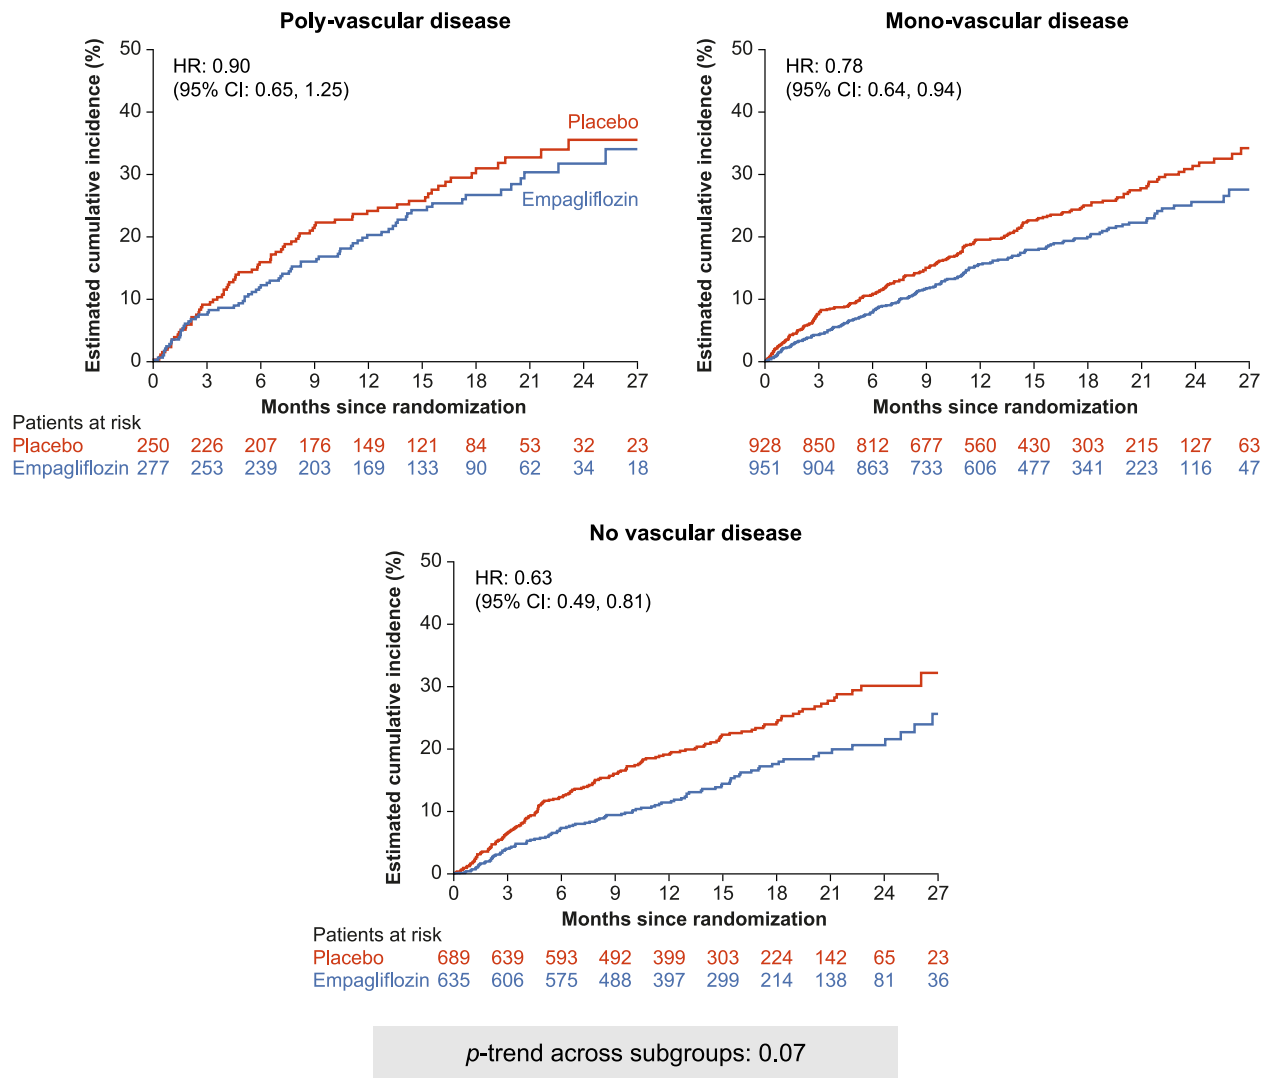 Poly-vascular disease
HR: 0.90
(95% CI: 0.65, 1.25)
Placebo
Empagliflozin
Estimated cumulative incidence (%)
50
40
30
20
10
0
0 3 6 9 12 15 18 21 24 27
Months since randomization
Patients at risk
Placebo 250 226 207 176 149 121 84 53 32 23
Empagliflozin 277 253 239 203 169 133 90 62 34 18
Mono-vascular disease
HR: 0.78
(95% CI: 0.64, 0.94)
Estimated cumulative incidence (%)
50
40
30
20
10
0
0 3 6 9 12 15 18 21 24 27
Months since randomization
928 850 812 677 560 430 303 215 127 63
951 904 863 733 606 477 341 223 116 47
No vascular disease
HR: 0.63
(95% CI: 0.49, 0.81)
Estimated cumulative incidence (%)
50
40
30
20
10
0
0 3 6 9 12 15 18 21 24 27
Months since randomization
Patients at risk
Placebo 689 639 593 492 399 303 224 142 65 23
Empagliflozin 635 606 575 488 397 299 214 138 81 36
p-trend across subgroups: 0.07